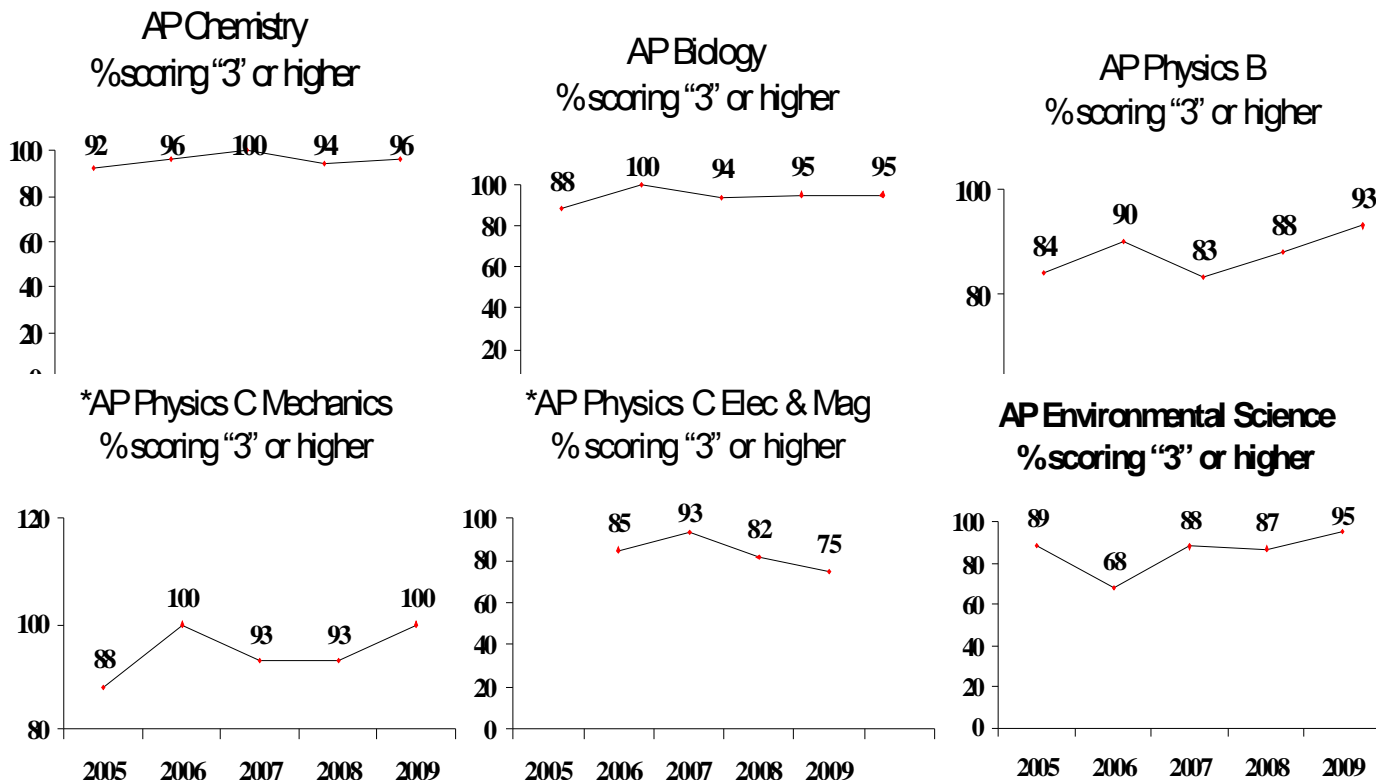 AP Chemistry
% scoring “3” or higher
92 96 100 94 96
100
80
60
40
20
0
AP Biology
% scoring “3” or higher
88 100 94 95 95
100
80
60
40
20
AP Physics B
% scoring “3” or higher
84 90 83 88 93
100
80
*AP Physics C Mechanics
% scoring “3” or higher
88 100 93 93 100
120
100
80
2005 2006 2007 2008 2009
*AP Physics C Elec & Mag
% scoring “3” or higher
85 93 82 75
100
80
60
40
20
0
2005 2006 2007 2008 2009
AP Environmental Science
% scoring “3” or higher
89 68 88 87 95
100
80
60
40
20
0
2005 2006 2007 2008 2009